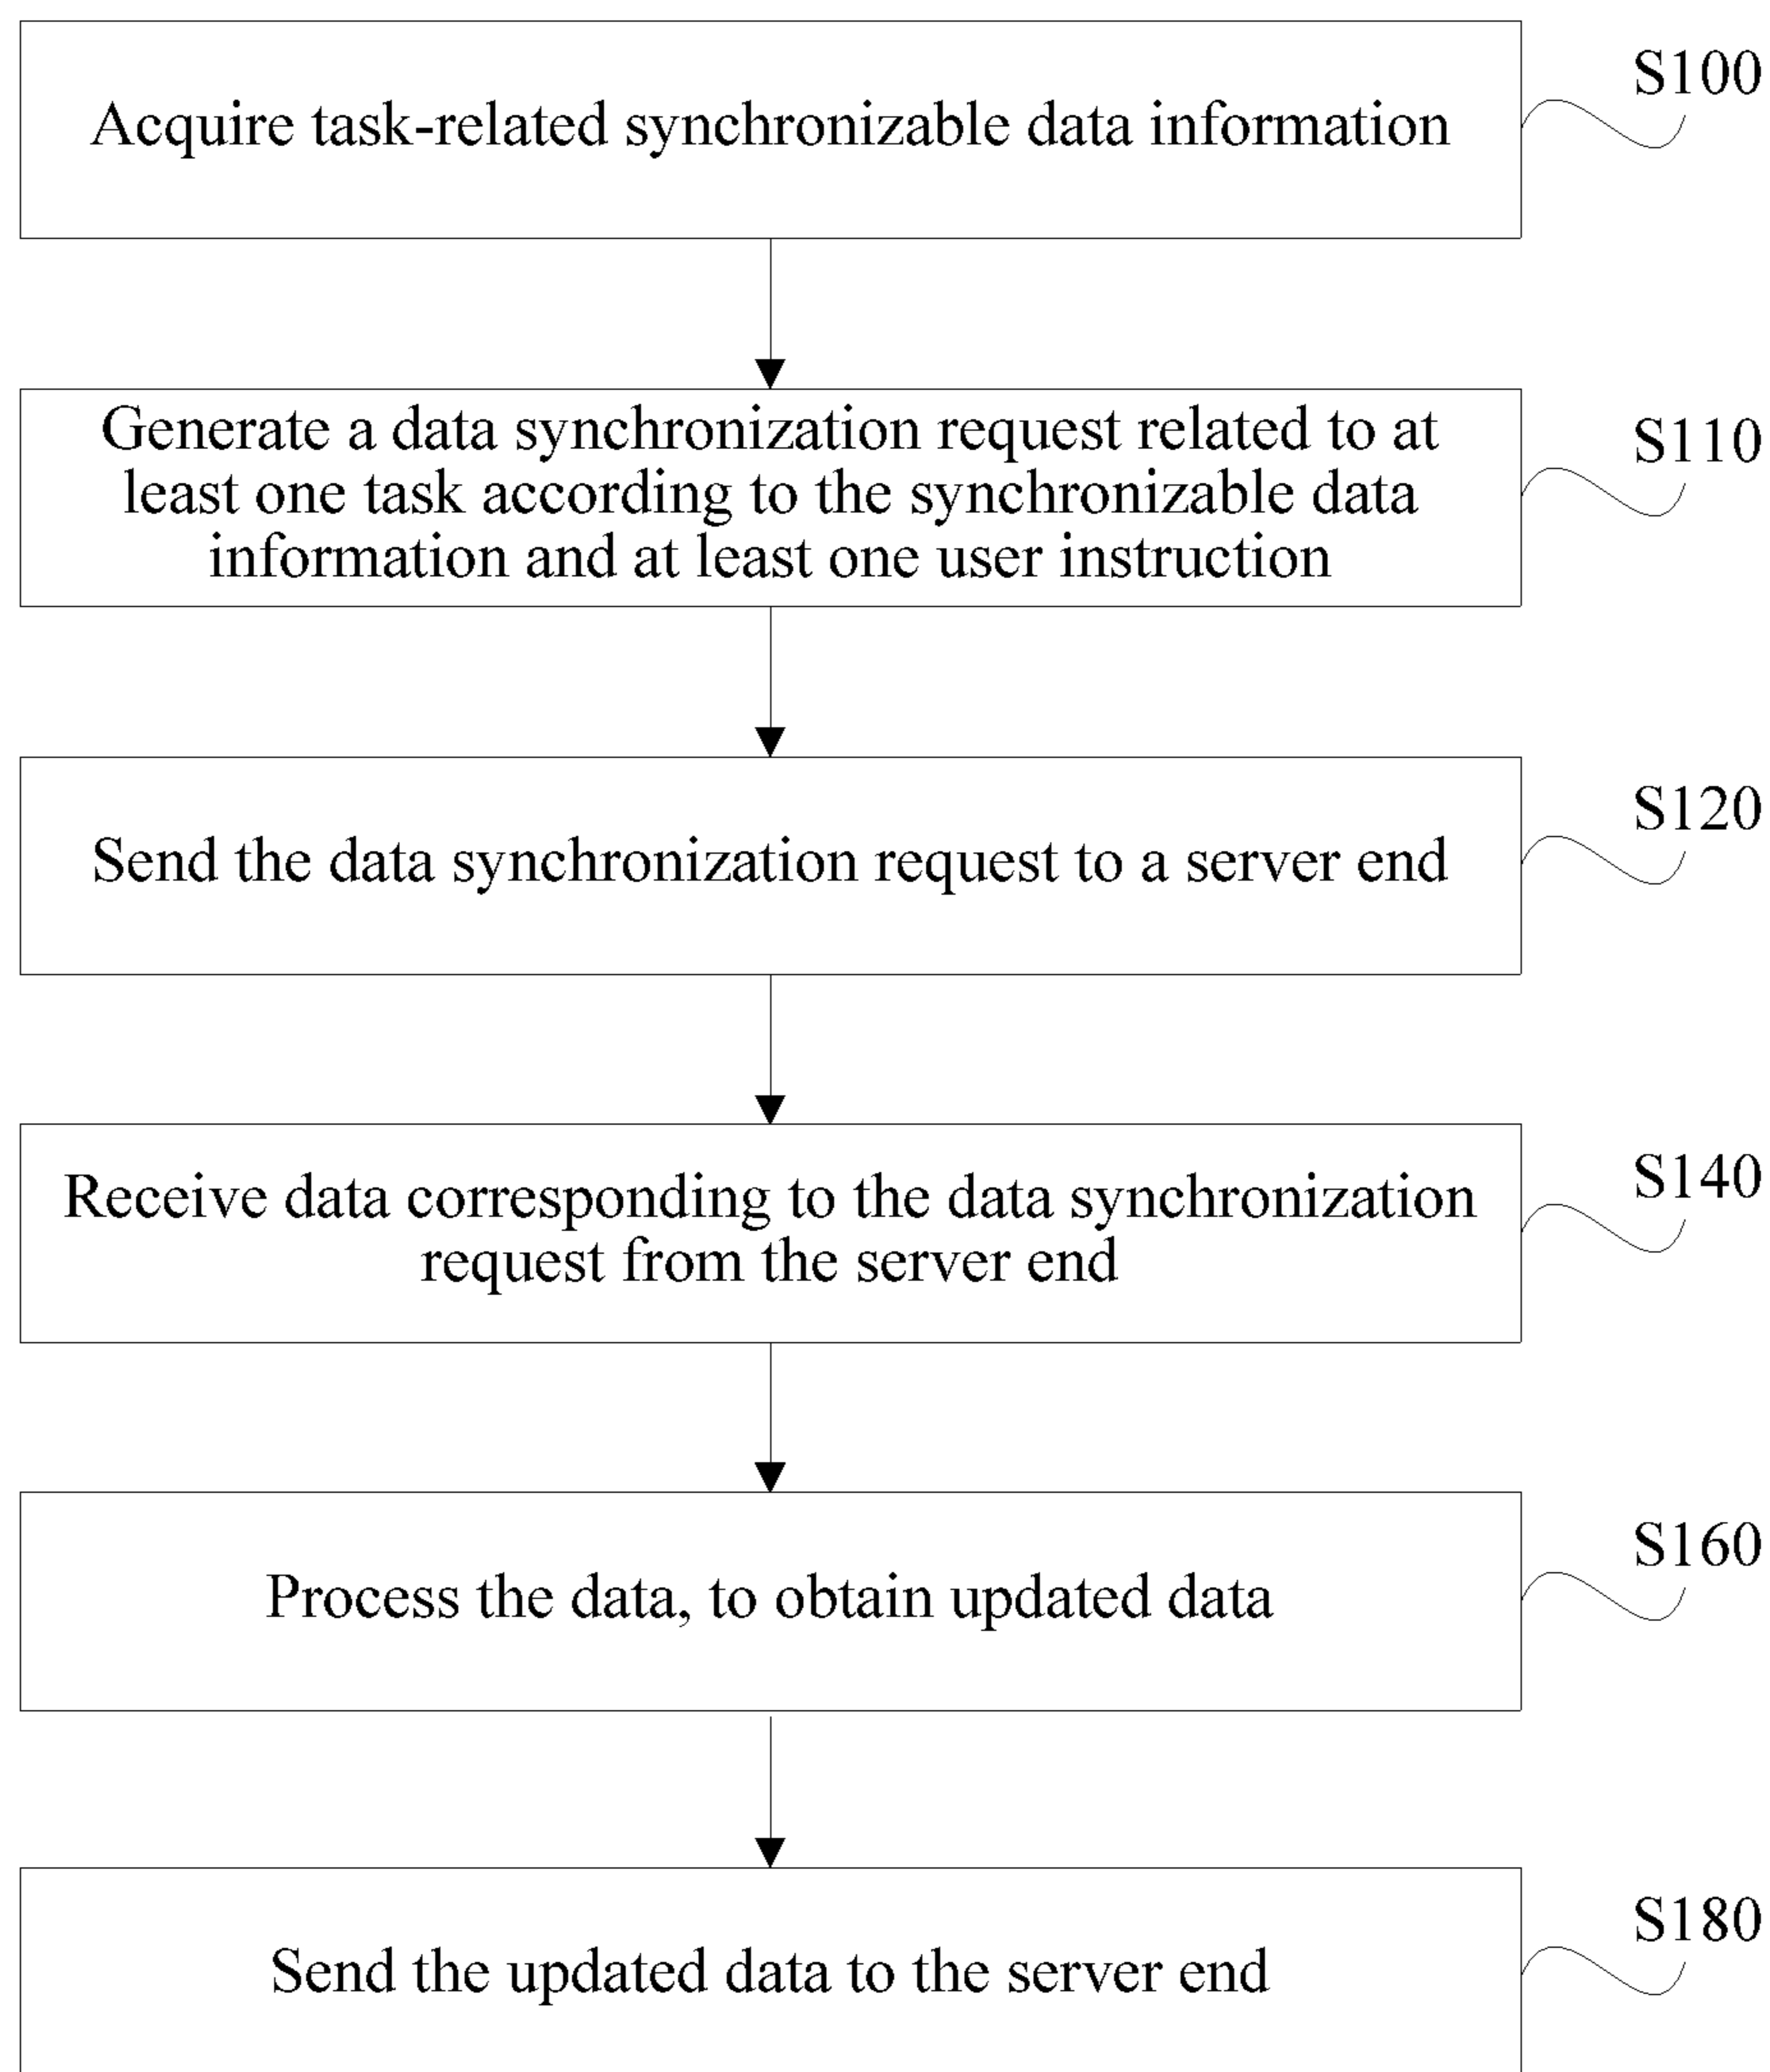 Acquire task-related synchronizable data information
S100
Generate a data synchronization request related to at
least one task according to the synchronizable data
information and at least one user instruction
S110
Send the data synchronization request to a server end
S120
Receive data corresponding to the data synchronization
request from the server end
S140
Process the data, to obtain updated data
S160
Send the updated data to the server end
S180